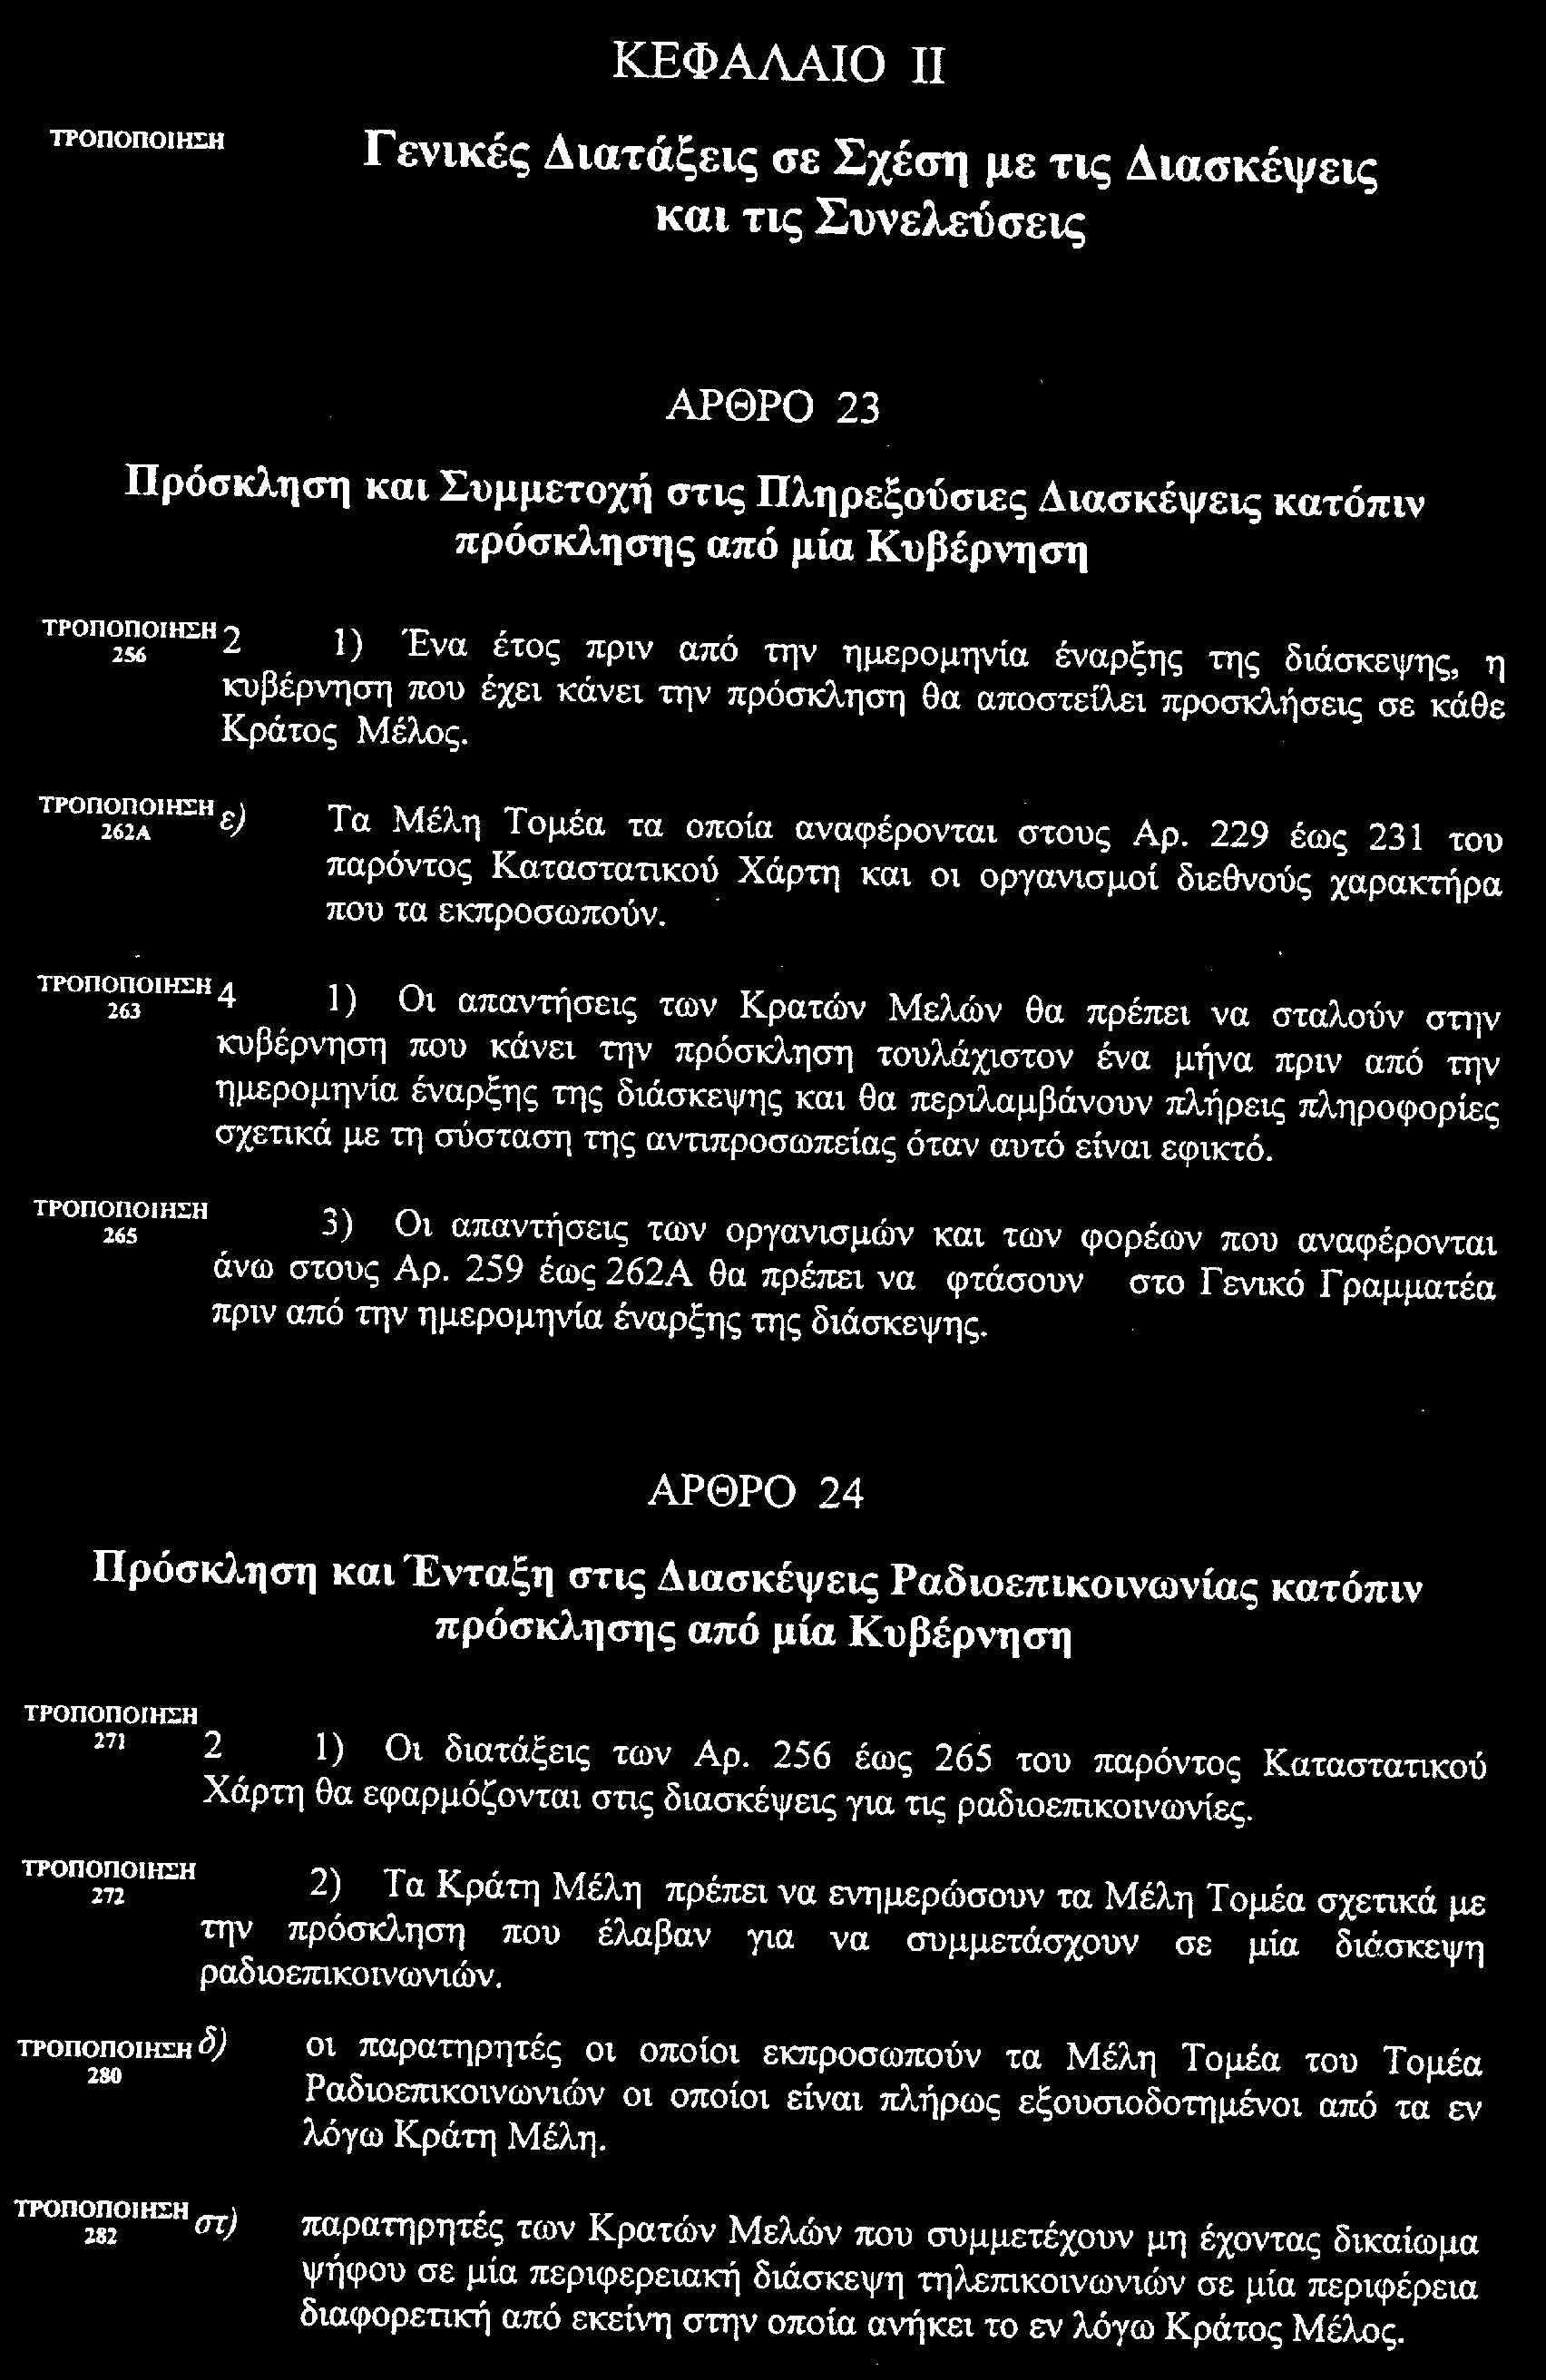 ΚΕΦΑΛΑΙΟ II
ΤΡΟΠΟΠΟΙΗΣΗ Γενικές Διατάξεις σε Σχέση με τις Διασκέψεις
και τις Συνελεύσεις
ΑΡΘΡΟ 23
Πρόσκληση και Συμμετοχή στις Πληρεξούσιες Διασκέψεις κατόπιν
πρόσκλησης από μία Κυβέρνηση
ΤΡΟΠΟΠΟΙΗΣΗ 2 1) Ένα έτος πριν από την ημερομηνία έναρξης της διάσκεψης, η
256 κυβέρνηση που έχει κάνει την πρόσκληση θα αποστείλει προσκλήσεις σε κάθε
Κράτος Μέλος.
ΤΡΟΠΟΠΟΙΗΣΗ ε) Τα Μέλη Τομέα τα οποία αναφέρονται στους Αρ. 229 έως 231 του
262Α παρόντος Καταστατικού Χάρτη και οι οργανισμοί διεθνούς χαρακτήρα
που τα εκπροσωπούν.
ΤΡΟΠΟΠΟΙΗΣΗ 4 1) Οι απαντήσεις των Κρατών Μελών θα πρέπει να σταλούν στην
263 κυβέρνηση που κάνει την πρόσκληση τουλάχιστον ένα μήνα πριν από την
ημερομηνία έναρξης της διάσκεψης και θα περιλαμβάνουν πλήρεις πληροφορίες
σχετικά με τη σύσταση της αντιπροσωπείας όταν αυτό είναι εφικτό.
ΤΡΟΠΟΠΟΙΗΣΗ 3) Οι απαντήσεις των οργανισμών και των φορέων που αναφέρονται
265 άνω στους Αρ. 259 έως 262Α θα πρέπει να φτάσουν στο Γενικό Γραμματέα
πριν από την ημερομηνία έναρξης της διάσκεψης.
ΑΡΘΡΟ 24
Πρόσκληση και Ένταξη στις Διασκέψεις Ραδιοεπικοινωνίας κατόπιν
πρόσκλησης από μία Κυβέρνηση
ΤΡΟΠΟΠΟΙΗΣΗ
271 2 1) Οι διατάξεις των Αρ. 256 έως 265 του παρόντος Καταστατικού
Χάρτη θα εφαρμόζονται στις διασκέψεις για τις ραδιοεπικοινωνίες.
ΤΡΟΠΟΠΟΙΗΣΗ
272 2) Τα Κράτη Μέλη πρέπει να ενημερώσουν τα Μέλη Τομέα σχετικά με
την πρόσκληση που έλαβαν για να συμμετάσχουν σε μία διάσκεψη
ραδιοεπικοινωνιών.
ΤΡΟΠΟΠΟΙΗΣΗ δ) οι παρατηρητές οι οποίοι εκπροσωπούν τα Μέλη Τομέα του Τομέα
280 Ραδιοεπικοινωνιών οι οποίοι είναι πλήρως εξουσιοδοτημένοι από τα εν
λόγω Κράτη Μέλη.
ΤΡΟΠΟΠΟΙΗΣΗ στ) παρατηρητές των Κρατών Μελών που συμμετέχουν μη έχοντας δικαίωμα
282 ψήφου σε μία περιφερειακή διάσκεψη τηλεπικοινωνιών σε μία περιφέρεια
διαφορετική από εκείνη στην οποία ανήκει το εν λόγω Κράτος Μέλος.